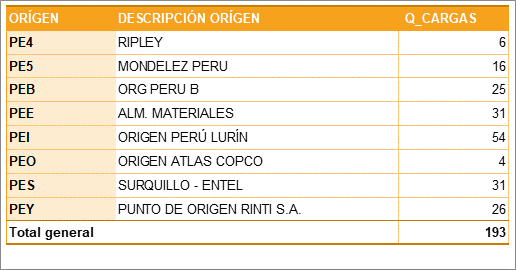 ORÍGEN DESCRIPCIÓN ORÍGEN Q_CARGAS
PE4 RIPLEY 6
PE5 MONDELEZ PERU 16
PEB ORG PERU B 25
PEE ALM. MATERIALES 31
PEI ORIGEN PERÚ LURÍN 54
PEO ORIGEN ATLAS COPCO 4
PES SURQUILLO - ENTEL 31
PEY PUNTO DE ORIGEN RINTI S.A. 26
Total general 193